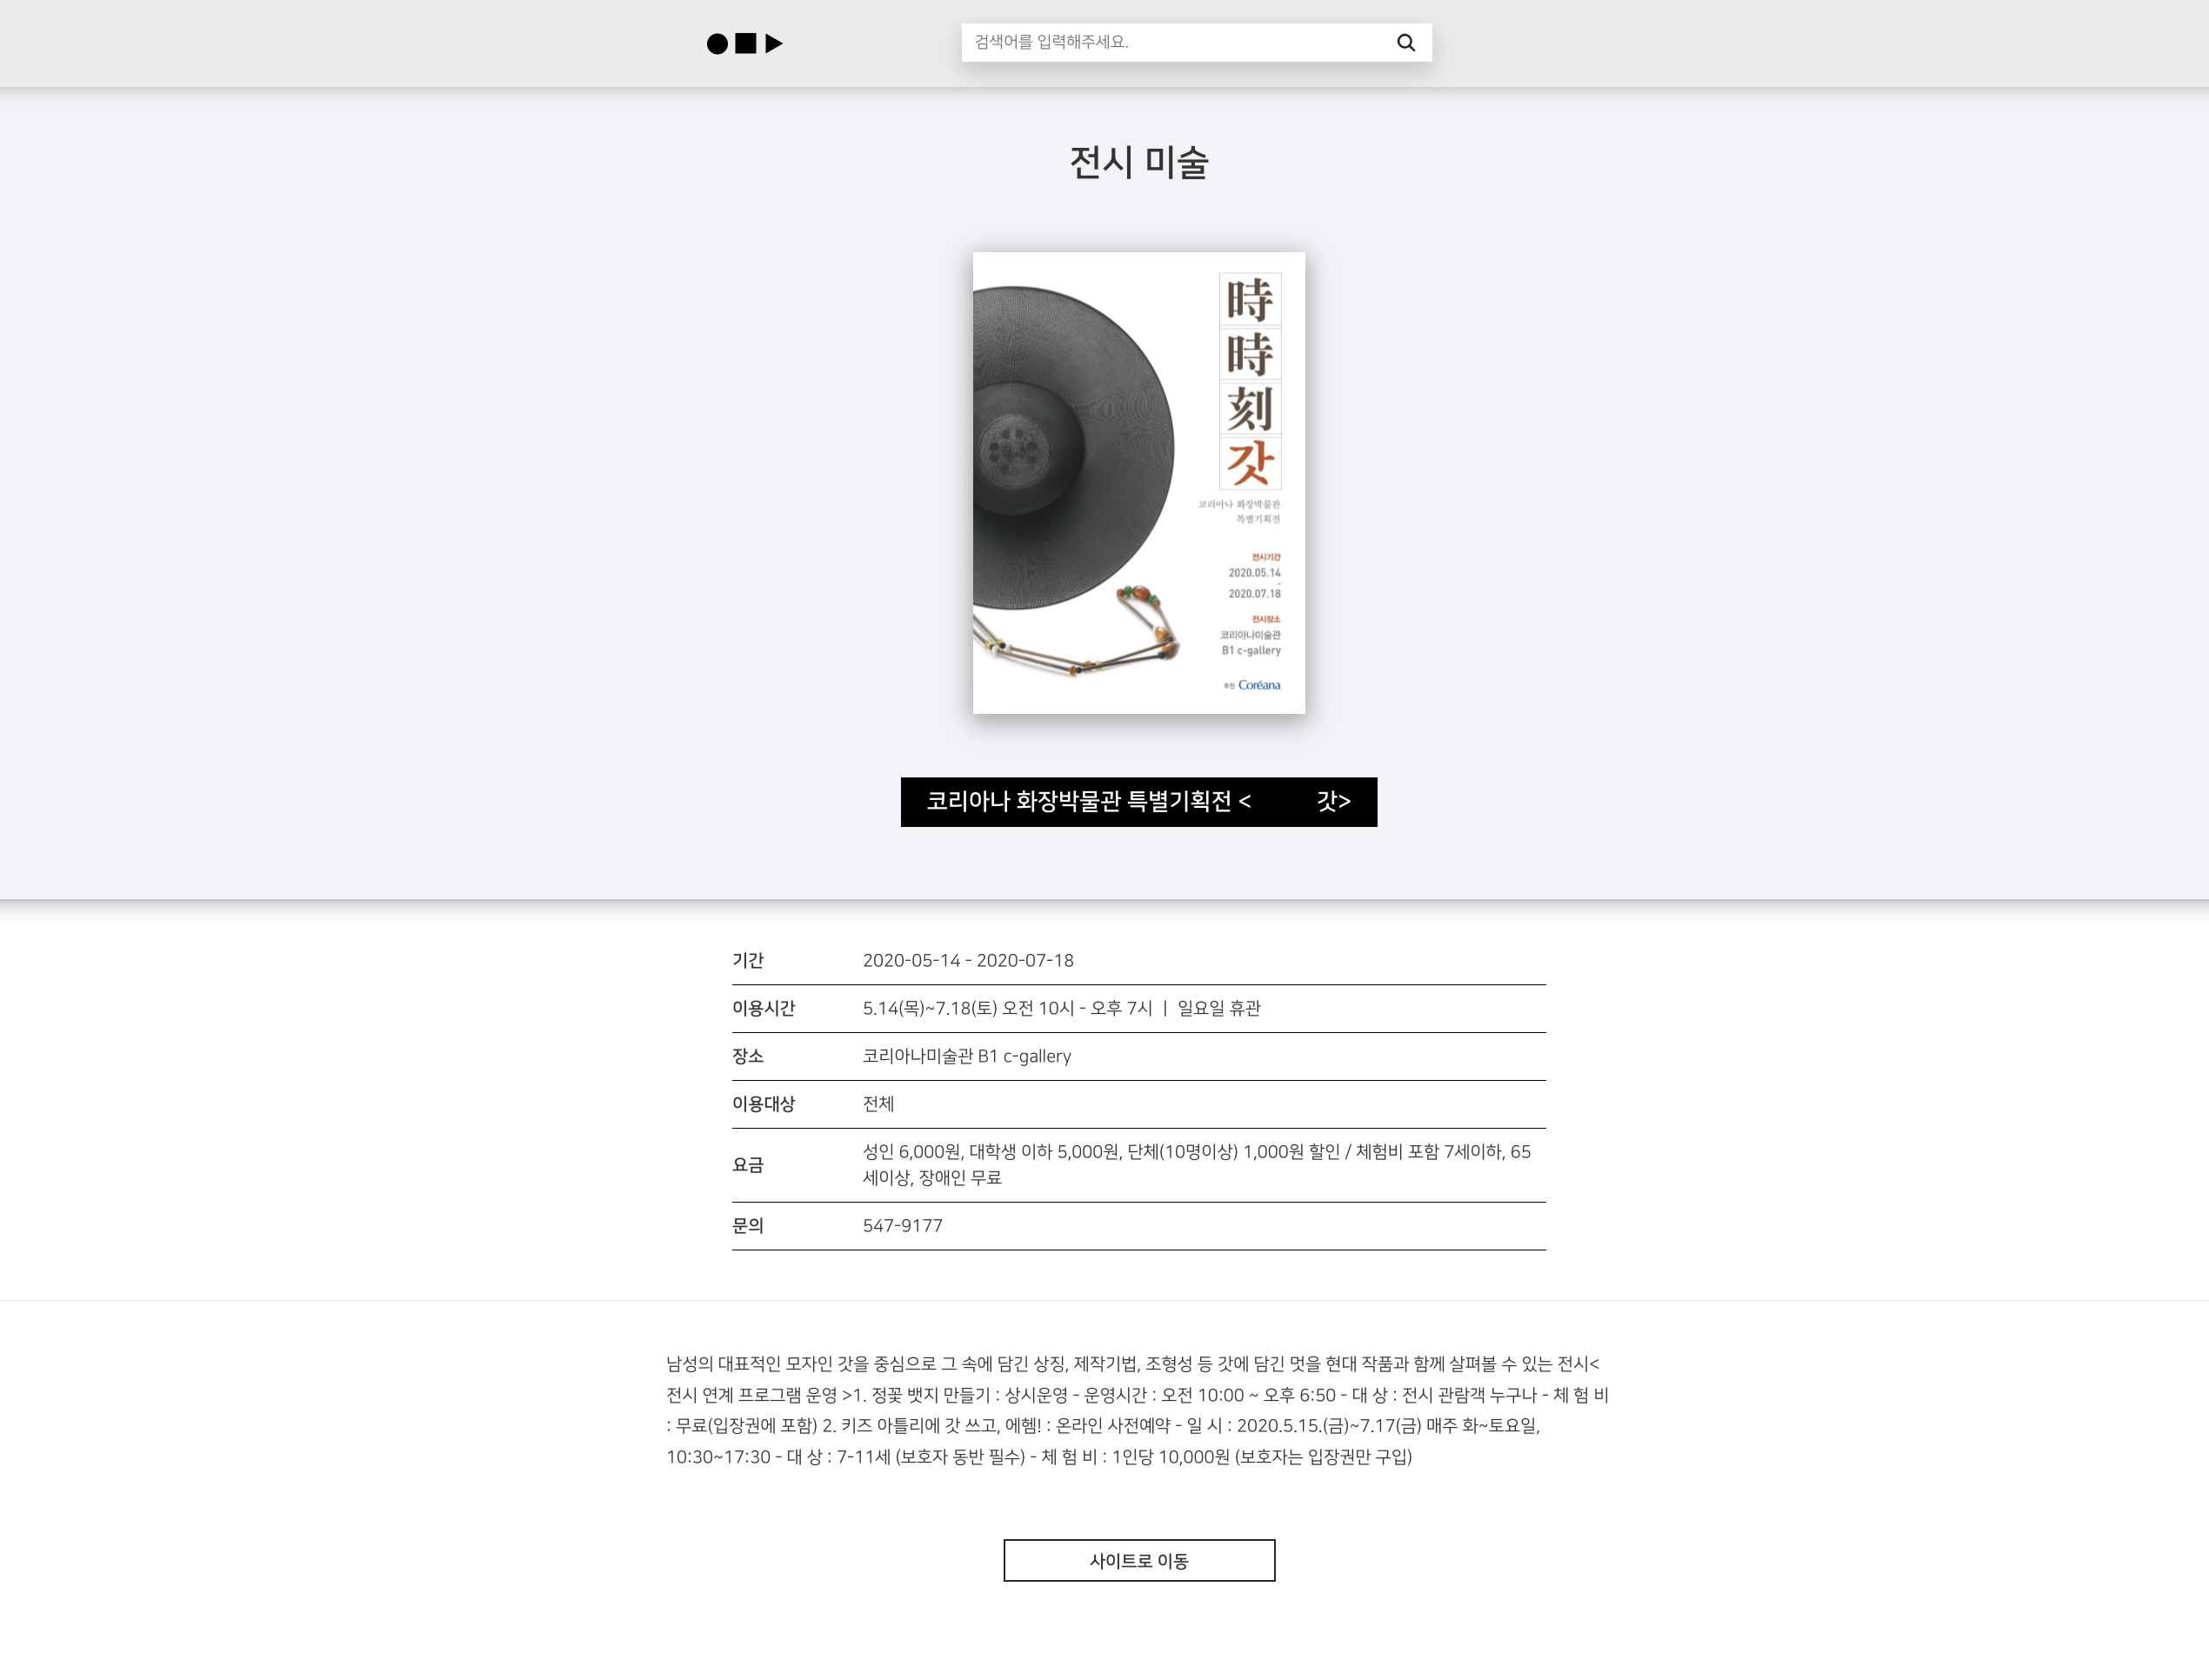 검색어를 입력해주세요.
전시 미술
時
時
刻
갓
코리아나 화장박물관
특별기획전
전시기간
2020.05.14
-
2020.07.18
전시장소
코리아나미술관
B1 c-gallery
후원 Coréana
코리아나 화장박물관 특별기획전 < 갓>
기간 2020-05-14 - 2020-07-18
이용시간 5.14(목)~7.18(토) 오전 10시 - 오후 7시 ㅣ 일요일 휴관
장소 코리아나미술관 B1 c-gallery
이용대상 전체
요금 성인 6,000원, 대학생 이하 5,000원, 단체(10명이상) 1,000원 할인 / 체험비 포함 7세이하, 65
세이상, 장애인 무료
문의 547-9177
남성의 대표적인 모자인 갓을 중심으로 그 속에 담긴 상징, 제작기법, 조형성 등 갓에 담긴 멋을 현대 작품과 함께 살펴볼 수 있는 전시<
전시 연계 프로그램 운영 >1. 정꽃 뱃지 만들기 : 상시운영 - 운영시간 : 오전 10:00 ~ 오후 6:50 - 대 상 : 전시 관람객 누구나 - 체 험 비
: 무료(입장권에 포함) 2. 키즈 아틀리에 갓 쓰고, 에헴! : 온라인 사전예약 - 일 시 : 2020.5.15.(금)~7.17(금) 매주 화~토요일,
10:30~17:30 - 대 상 : 7-11세 (보호자 동반 필수) - 체 험 비 : 1인당 10,000원 (보호자는 입장권만 구입)
사이트로 이동